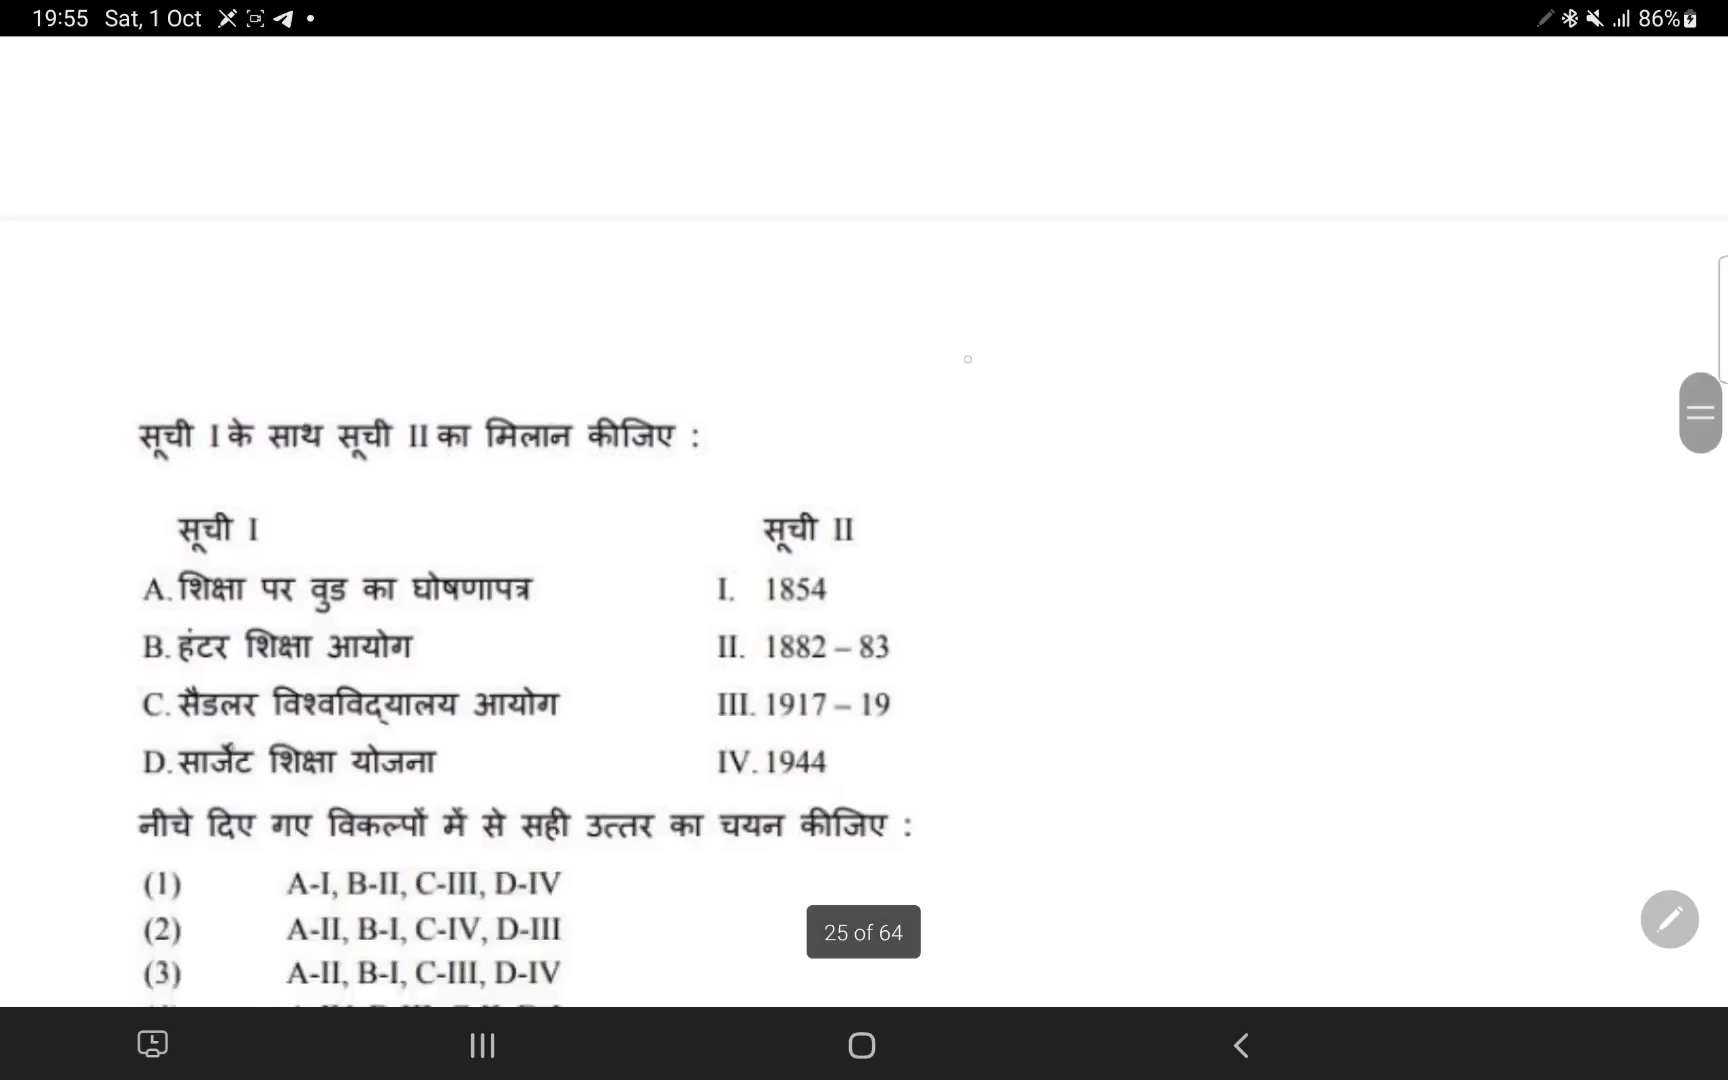 19:55 Sat, 1 Oct
86%
सूची I के साथ सूची II का मिलान कीजिए :
सूची I सूची II
A. शिक्षा पर वुड का घोषणापत्र I. 1854
B. हंटर शिक्षा आयोग II. 1882 – 83
C. सैडलर विश्वविद्यालय आयोग III. 1917 – 19
D. सार्जेंट शिक्षा योजना IV. 1944
नीचे दिए गए विकल्पों में से सही उत्तर का चयन कीजिए :
(1) A-I, B-II, C-III, D-IV
(2) A-II, B-I, C-IV, D-III
25 of 64
(3) A-II, B-I, C-III, D-IV